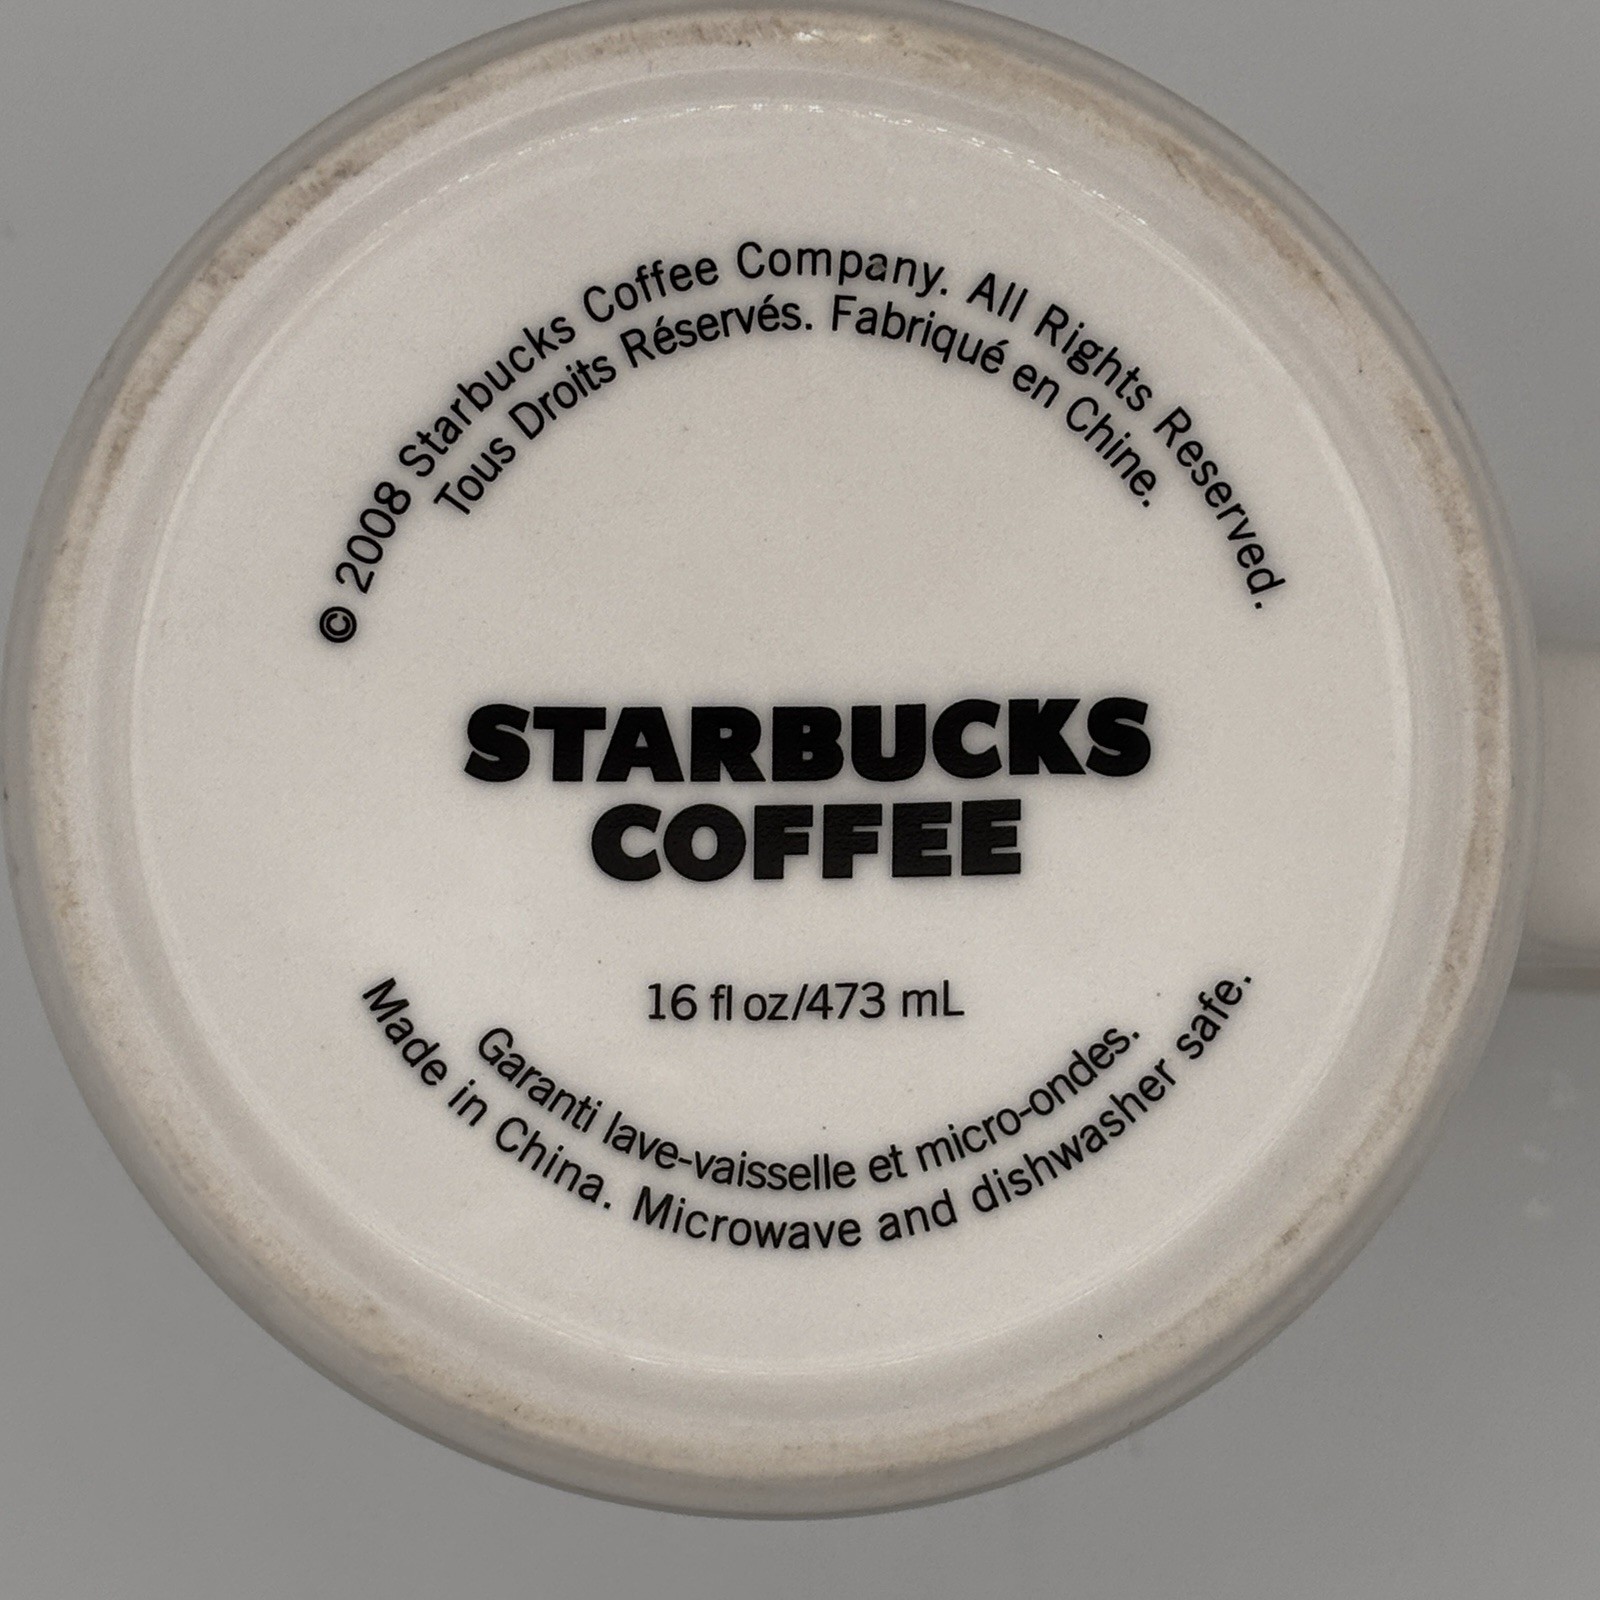 © 2008 Starbucks Coffee Company. All Rights Reserved.
Tous Droits Réservés. Fabriqué en Chine.
STARBUCKS
COFFEE
16 fl oz/473 mL
Garanti lave-vaisselle et micro-ondes.
Made in China. Microwave and dishwasher safe.